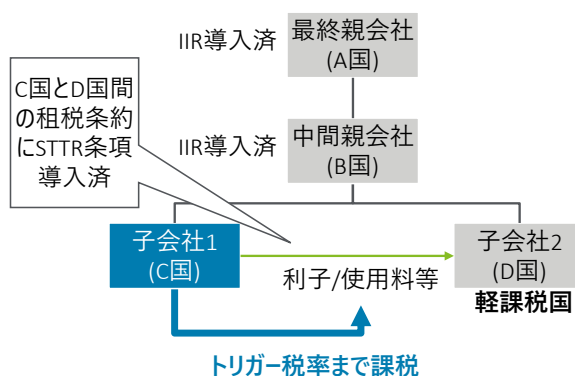 IIR導入済
最終親会社
(A国)
C国とD国間
の租税条約
にSTTR条項
導入済
IIR導入済
中間親会社
(B国)
子会社1
(C国)
利子/使用料等
子会社2
(D国)
軽課税国
トリガー税率まで課税